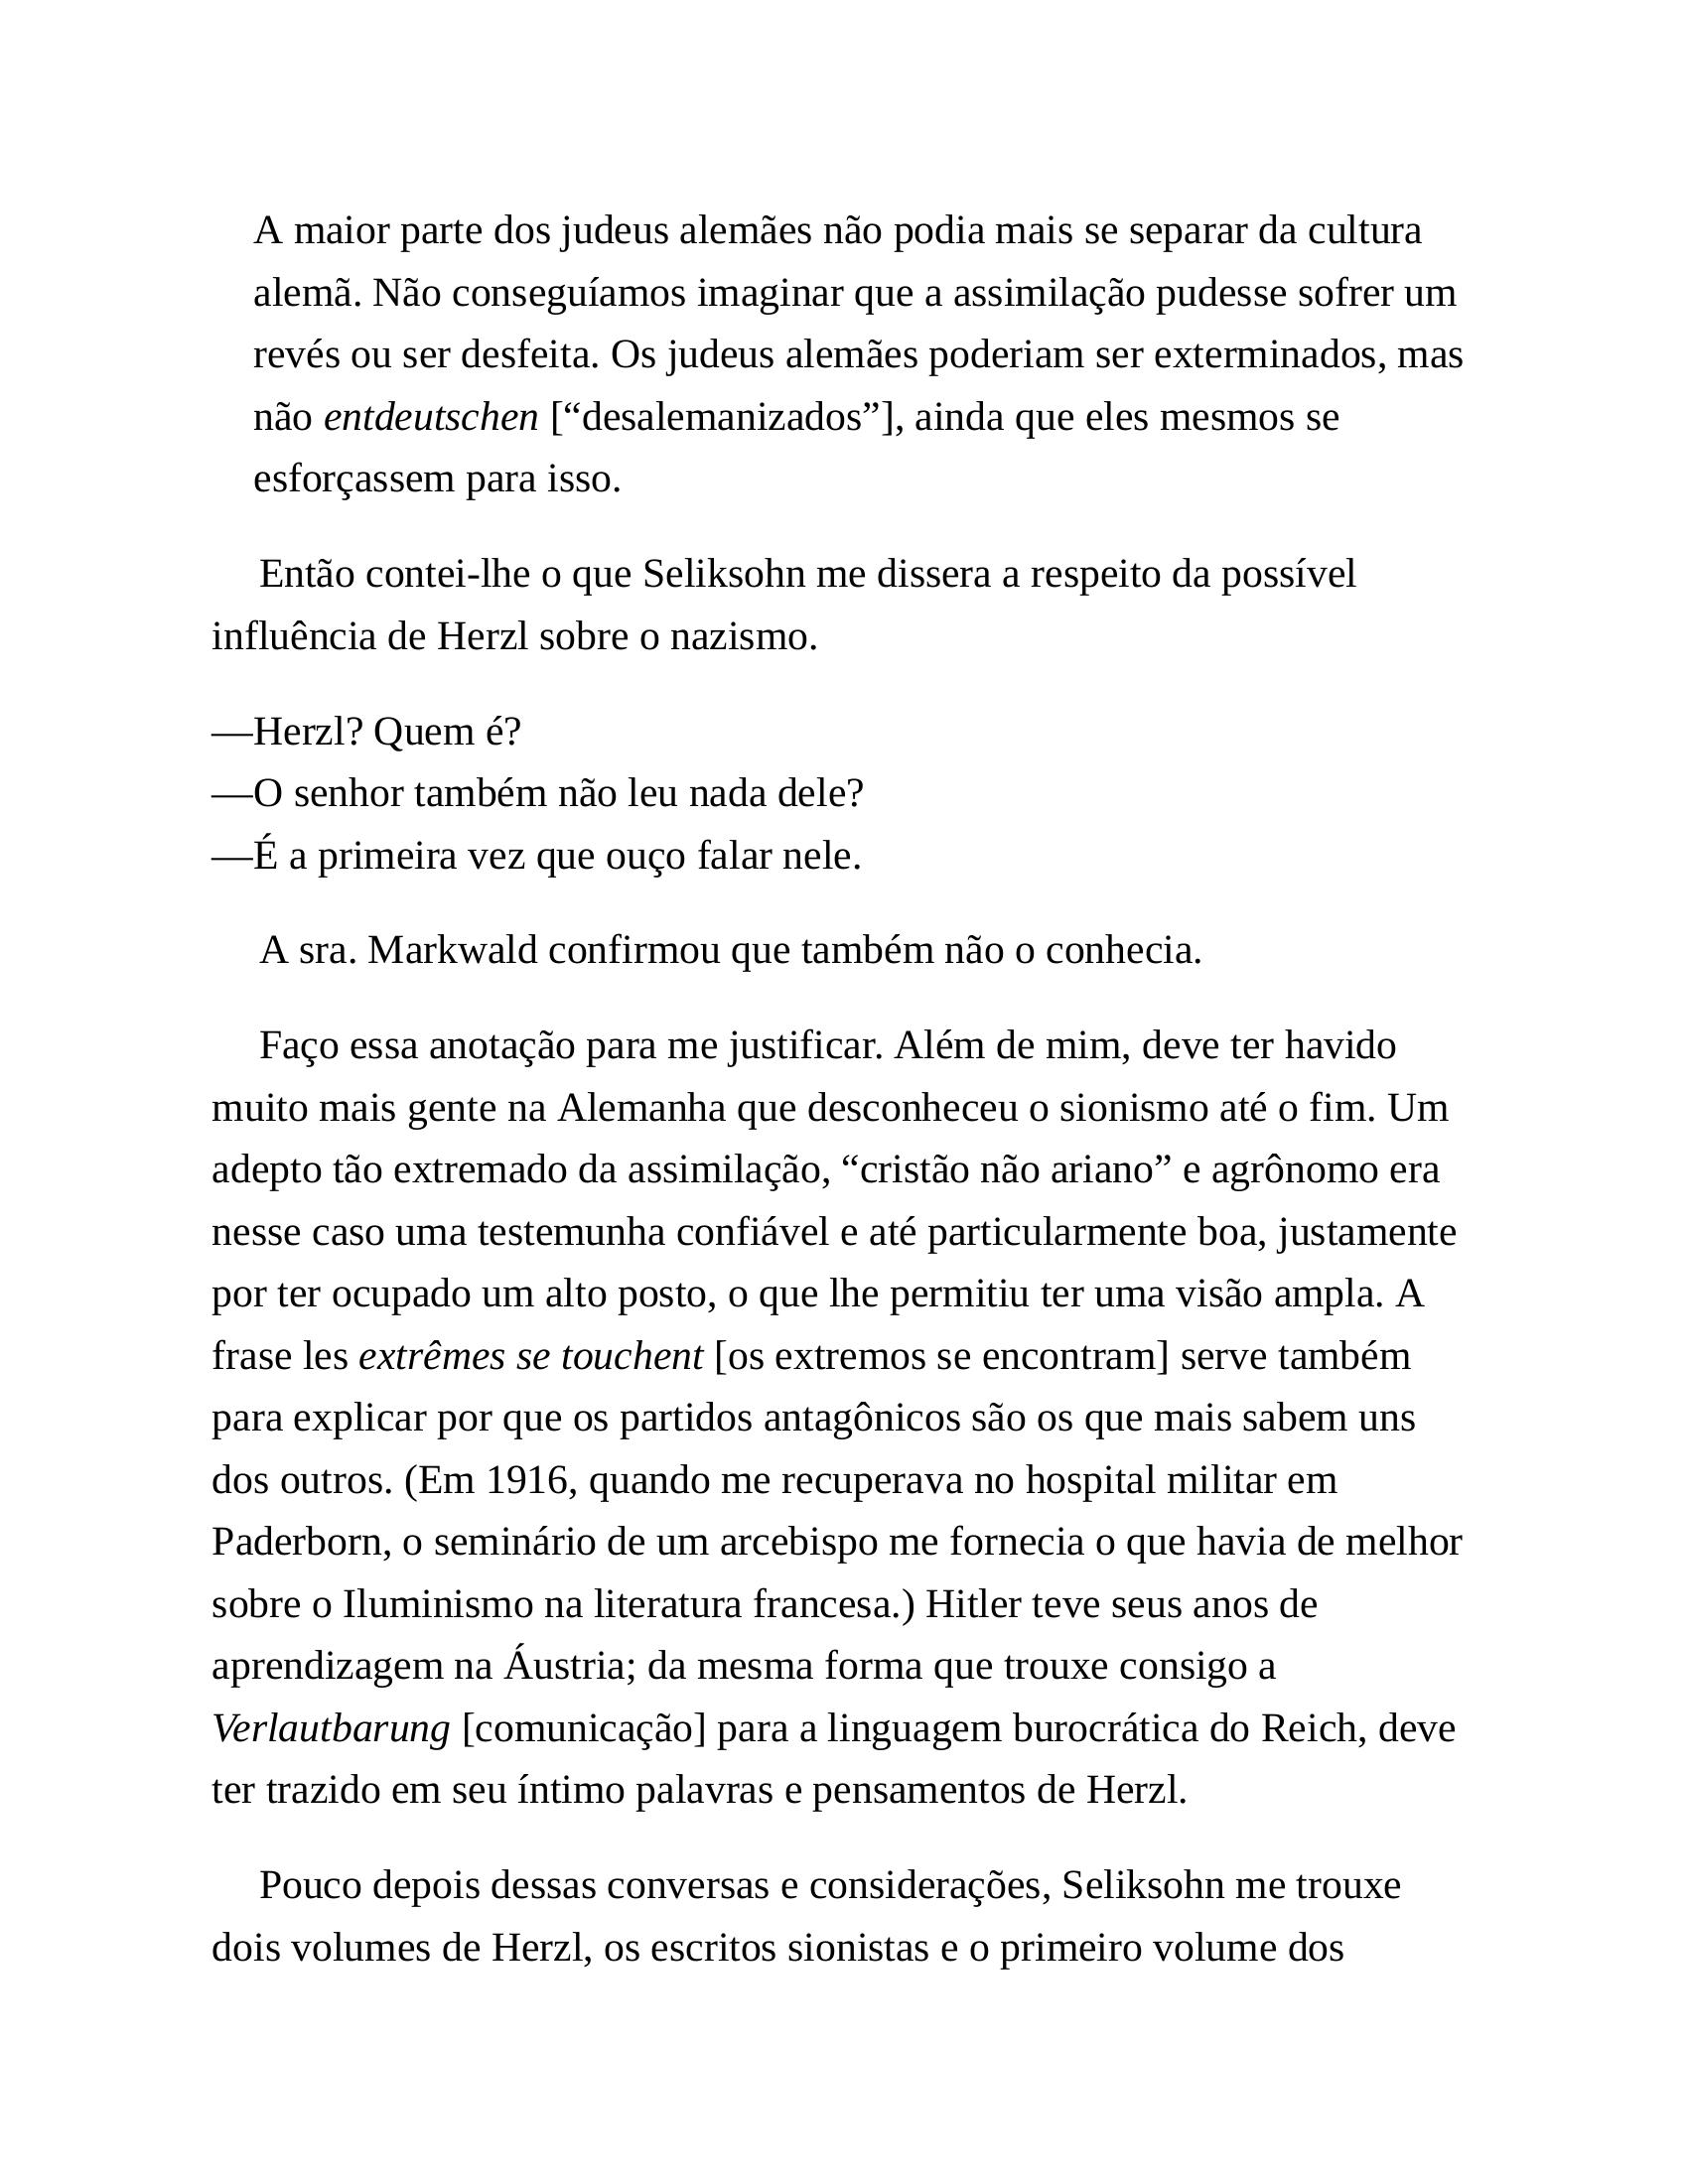 A maior parte dos judeus alemães não podia mais se separar da cultura
alemã. Não conseguíamos imaginar que a assimilação pudesse sofrer um
revés ou ser desfeita. Os judeus alemães poderiam ser exterminados, mas
não entdeutschen [“desalemanizados”], ainda que eles mesmos se
esforçassem para isso.
Então contei-lhe o que Seliksohn me dissera a respeito da possível
influência de Herzl sobre o nazismo.
—Herzl? Quem é?
—O senhor também não leu nada dele?
—É a primeira vez que ouço falar nele.
A sra. Markwald confirmou que também não o conhecia.
Faço essa anotação para me justificar. Além de mim, deve ter havido
muito mais gente na Alemanha que desconheceu o sionismo até o fim. Um
adepto tão extremado da assimilação, “cristão não ariano” e agrônomo era
nesse caso uma testemunha confiável e até particularmente boa, justamente
por ter ocupado um alto posto, o que lhe permitiu ter uma visão ampla. A
frase les extrêmes se touchent [os extremos se encontram] serve também
para explicar por que os partidos antagônicos são os que mais sabem uns
dos outros. (Em 1916, quando me recuperava no hospital militar em
Paderborn, o seminário de um arcebispo me fornecia o que havia de melhor
sobre o Iluminismo na literatura francesa.) Hitler teve seus anos de
aprendizagem na Áustria; da mesma forma que trouxe consigo a
Verlautbarung [comunicação] para a linguagem burocrática do Reich, deve
ter trazido em seu íntimo palavras e pensamentos de Herzl.
Pouco depois dessas conversas e considerações, Seliksohn me trouxe
dois volumes de Herzl, os escritos sionistas e o primeiro volume dos